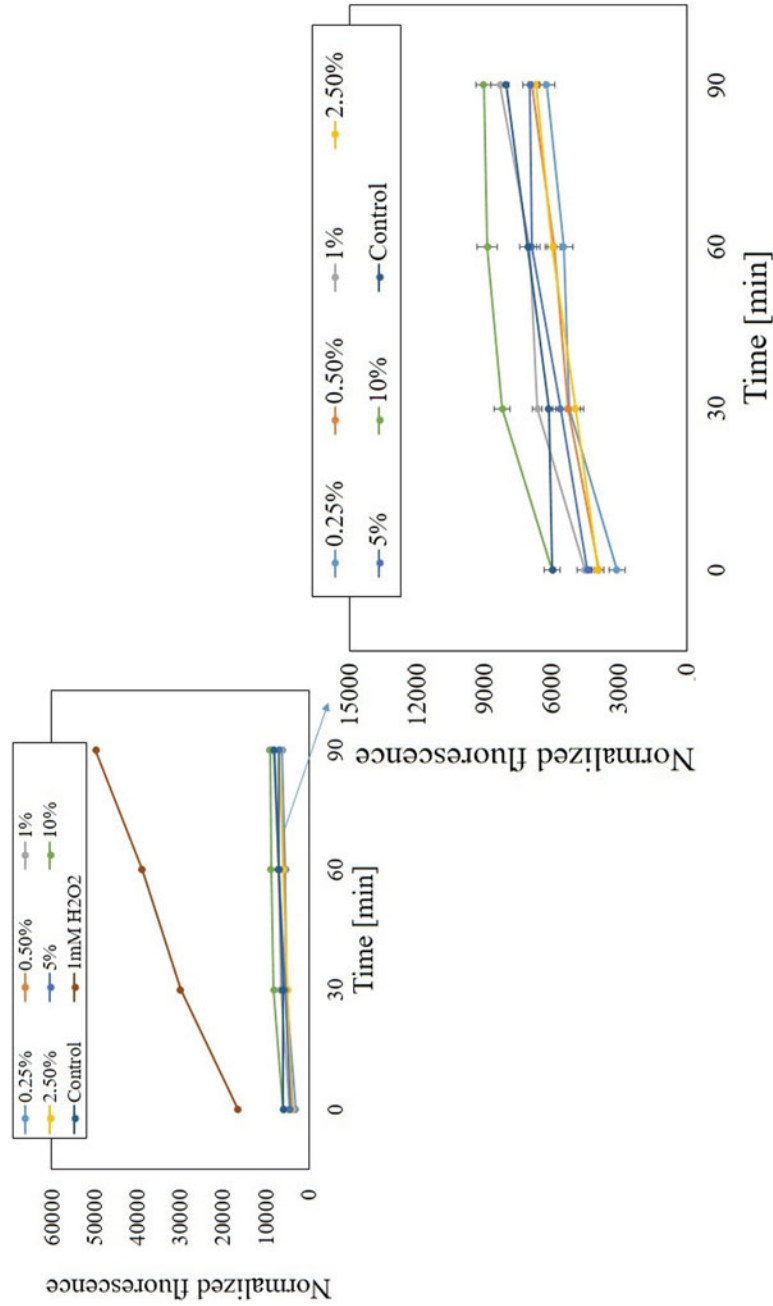 0.25% 0.50% 1%
2.50% 5% 10%
Control 1mM H2O2
Normalized fluorescence
60000
50000
40000
30000
20000
10000
0
0 30 60 90
Time [min]
0.25% 0.50% 1% 2.50%
5% 10% Control
Normalized fluorescence
15000
12000
9000
6000
3000
0
0 30 60 90
Time [min]